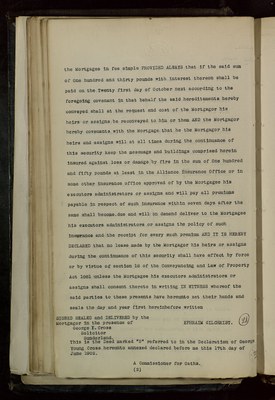 the Mortgagee in fee simple PROVIDED ALWAYS that if the said sum
of One Hundred and thirty pounds with interest thereon shall be
paid on the Twenty first day of October next according to the
foregoing covenant in that behalf the said hereditaments hereby
conveyed shall at the request and cost of the Mortgagor his
heirs or assigns be reconveyed to him or them AND the Mortgagor
hereby covenants with the Mortgagee that he the Mortgagor his
heirs and assigns will at all times during the continuance of
this security keep the messuage and buildings comprised herein
insured against loss or damage by fire in the sum of One hundred
and fifty pounds at least in the Alliance Insurance Office or in
some other Insurance office approved of by the Mortgagee his
executors administrators or assigns and will pay all premiums
payable in respect of such insurance within seven days after the
same shall become due and will on demand deliver to the Mortgagee
his executors administrators or assigns the policy of such
Insurance and the receipt for every such premium AND IT IS HEREBY
DECLARED that no lease made by the Mortgagor his heirs or assigns
during the continuance of this security shall have effect by force
or by virtue of section 18 of the Conveyancing and Law of Property
Act 1881 unless the Mortgagee his executors administrators or
assigns shall consent thereto in writing IN WITNESS whereof the
said parties to these presents have hereunto set their hands and
seals the day and year first hereinbefore written
SIGNED SEALED and DELIVERED by the
Mortgagor in the presence of
George Y. Cross
Solicitor
Sunderland.
This is the Deed marked "C" referred to in the Declaration of George
Young Cross hereunto annexed declared before me this 17th day of
June
A Commissioner for Oaths.